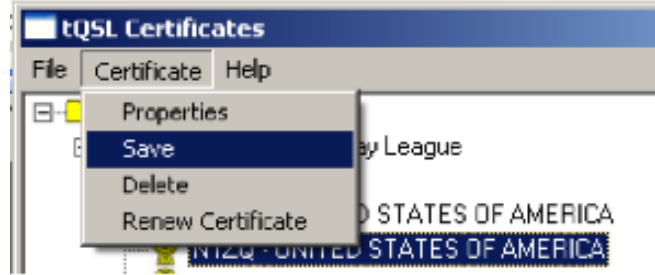 tQSL Certificates
File Certificate Help
Properties
Save
ay League
Delete
Renew Certificate
STATES OF AMERICA
N1ZQ - UNITED STATES OF AMERICA